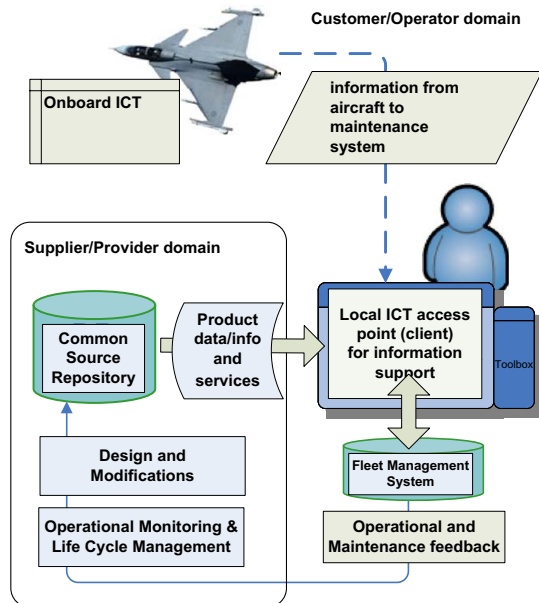 Customer/Operator domain
Onboard ICT
information from
aircraft to
maintenance
system
Supplier/Provider domain
Common
Source
Repository
Product
data/info
and
services
Local ICT access
point (client)
for information
support
Toolbox
Design and
Modifications
Fleet Management
System
Operational Monitoring &
Life Cycle Management
Operational and
Maintenance feedback